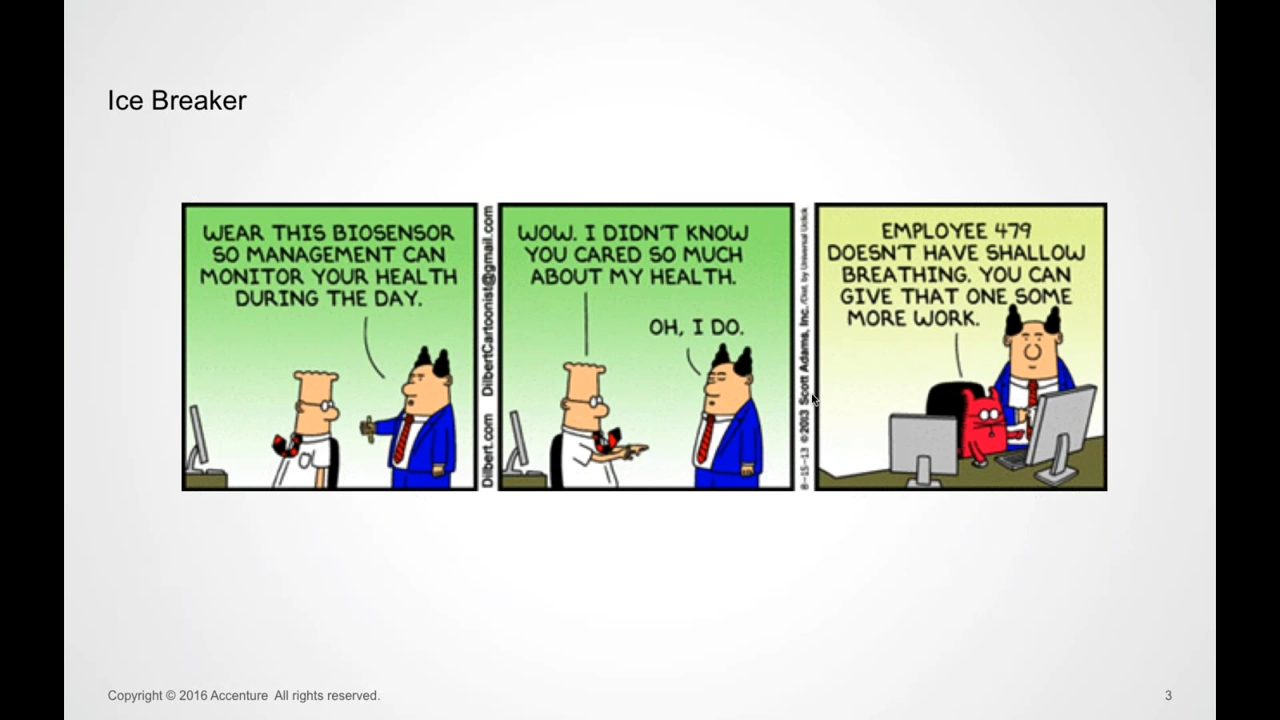 Ice Breaker
WEAR THIS BIOSENSOR
SO MANAGEMENT CAN
MONITOR YOUR HEALTH
DURING THE DAY.
Dilbert.com DilbertCartoonist@gmail.com
WOW. I DIDN'T KNOW
YOU CARED SO MUCH
ABOUT MY HEALTH.
OH, I DO.
8-15-13 ©2013 Scott Adams, Inc. /Dist. by Universal Uclick
EMPLOYEE 479
DOESN'T HAVE SHALLOW
BREATHING. YOU CAN
GIVE THAT ONE SOME
MORE WORK.
Copyright © 2016 Accenture All rights reserved.
3